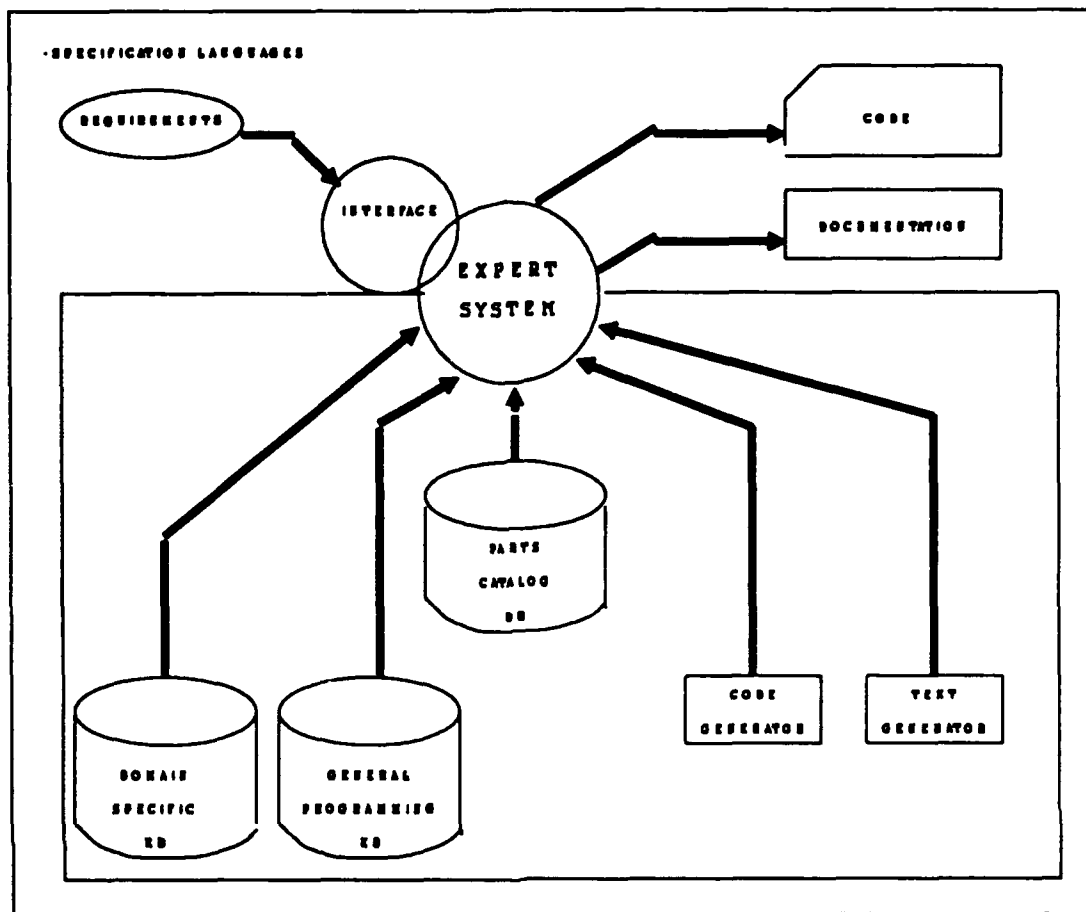 ·SPECIFICATION LANGUAGES
REQUIREMENTS
CODE
INTERFACE
DOCUMENTATION
EXPERT
SYSTEM
PARTS
CATALOG
CODE
GENERATOR
TEXT
GENERATOR
DOMAIN
SPECIFIC
KB
GENERAL
PROGRAMMING
KB